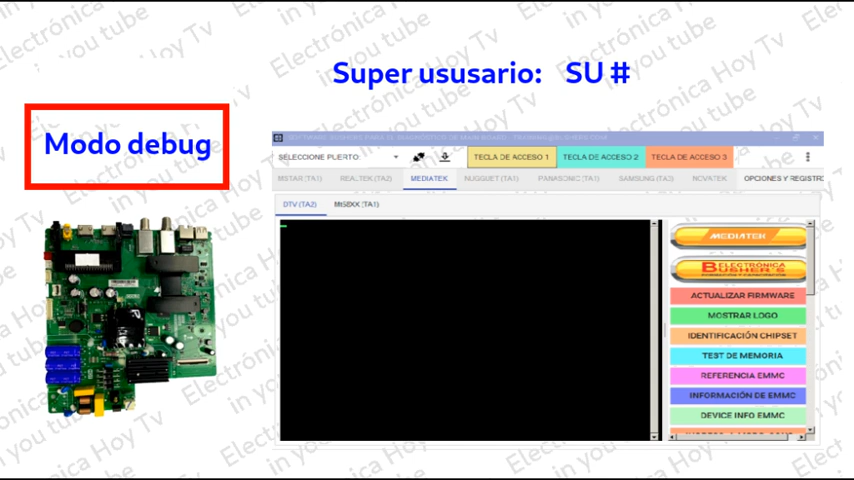 Super ususario: SU #
Modo debug
SELECCIONE PUERTO:
TECLA DE ACCESO 1
TECLA DE ACCESO 2
TECLA DE ACCESO 3
MSTAR (TA1)
REALTEK (TA2)
MEDIATEK
NUGGUET (TA1)
PANASONIC (TA1)
SAMSUNG (TA3)
NOVATEK
OPCIONES Y REGISTRO
DTV (TA2)
Mt58XX (TA1)
MEDIATEK
ELECTRÓNICA
BUSHER'S
ACTUALIZAR FIRMWARE
MOSTRAR LOGO
IDENTIFICACIÓN CHIPSET
TEST DE MEMORIA
REFERENCIA EMMC
INFORMACIÓN DE EMMC
DEVICE INFO EMMC
Electrónica Hoy Tv
in you tube